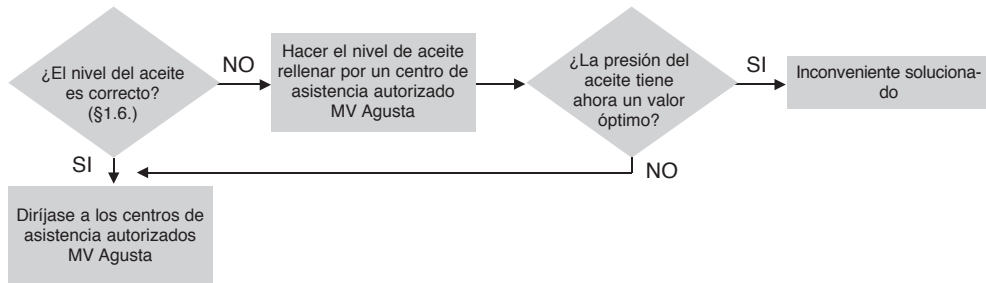 ¿El nivel del aceite
es correcto?
(§1.6.)
NO
Hacer el nivel de aceite
rellenar por un centro de
asistencia autorizado
MV Agusta
¿La presión del
aceite tiene
ahora un valor
óptimo?
SI
Inconveniente soluciona-
do
SI
NO
Diríjase a los centros de
asistencia autorizados
MV Agusta